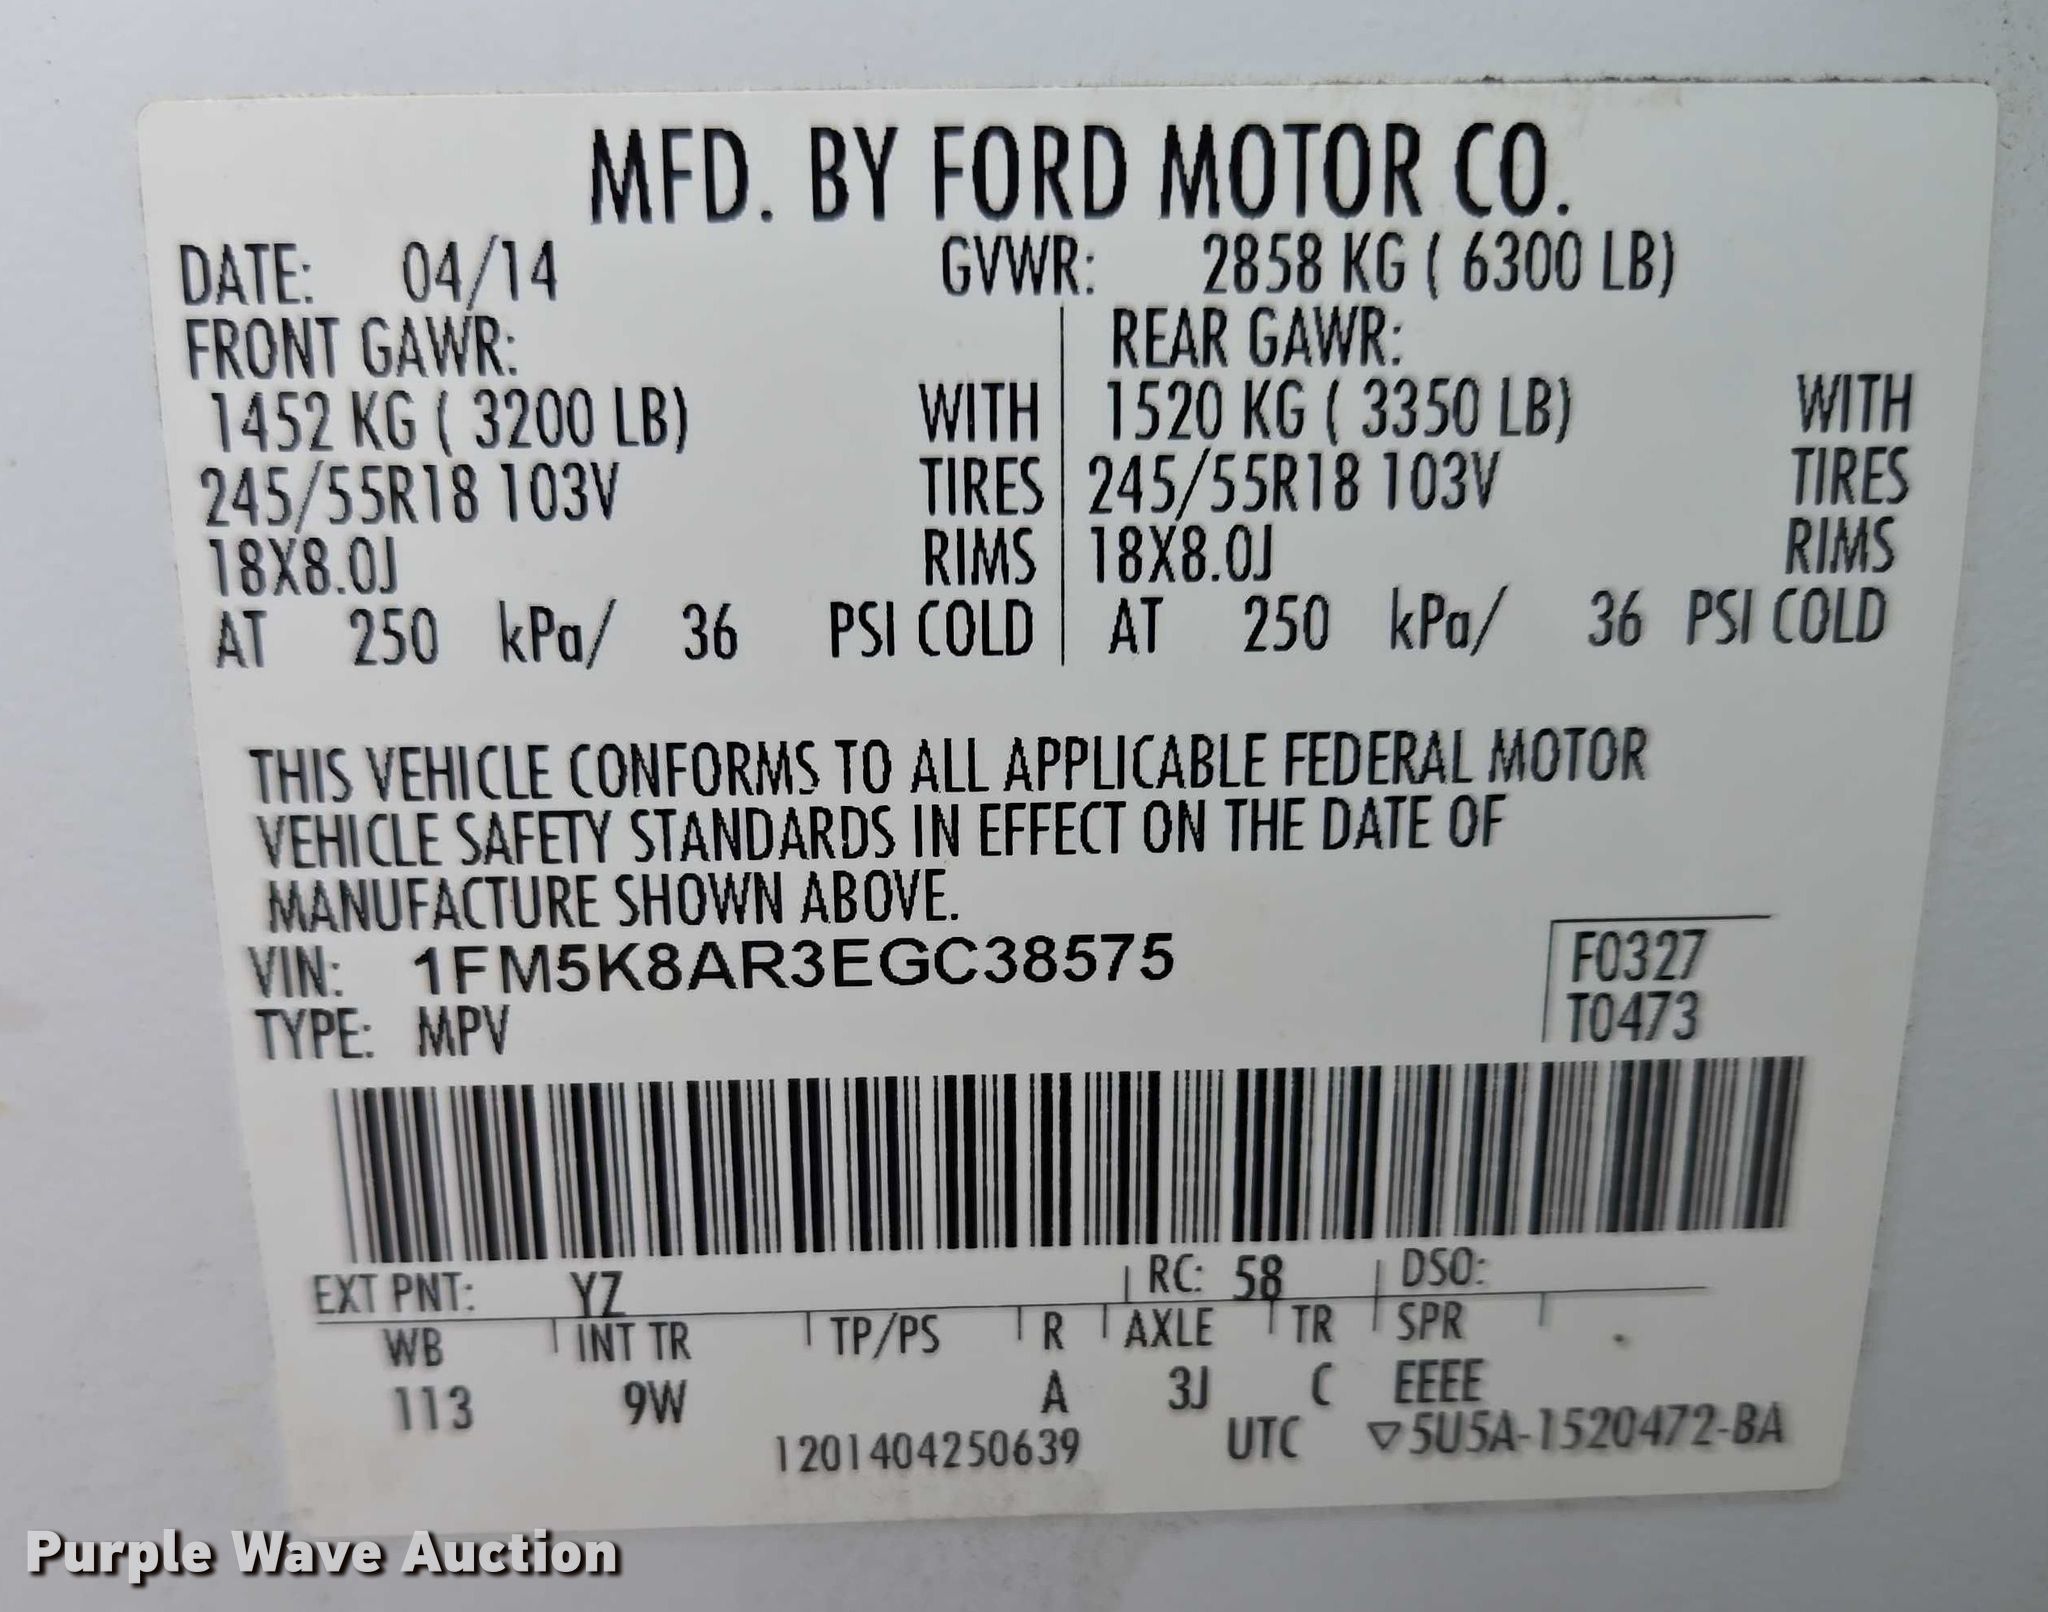 MFD. BY FORD MOTOR CO.
DATE: 04/14 GVWR: 2858 KG ( 6300 LB)
FRONT GAWR: REAR GAWR:
1452 KG ( 3200 LB) WITH 1520 KG ( 3350 LB) WITH
245/55R18 103V TIRES 245/55R18 103V TIRES
18X8.0J RIMS 18X8.0J RIMS
AT 250 kPa/ 36 PSI COLD AT 250 kPa/ 36 PSI COLD
THIS VEHICLE CONFORMS TO ALL APPLICABLE FEDERAL MOTOR
VEHICLE SAFETY STANDARDS IN EFFECT ON THE DATE OF
MANUFACTURE SHOWN ABOVE.
VIN: 1FM5K8AR3EGC38575 F0327
TYPE: MPV T0473
EXT PNT: YZ RC: 58 DSO:
WB INT TR TP/PS R AXLE TR SPR
113 9W A 3J C EEEE
1201404250639 UTC ▽5U5A-1520472-BA
Purple Wave Auction